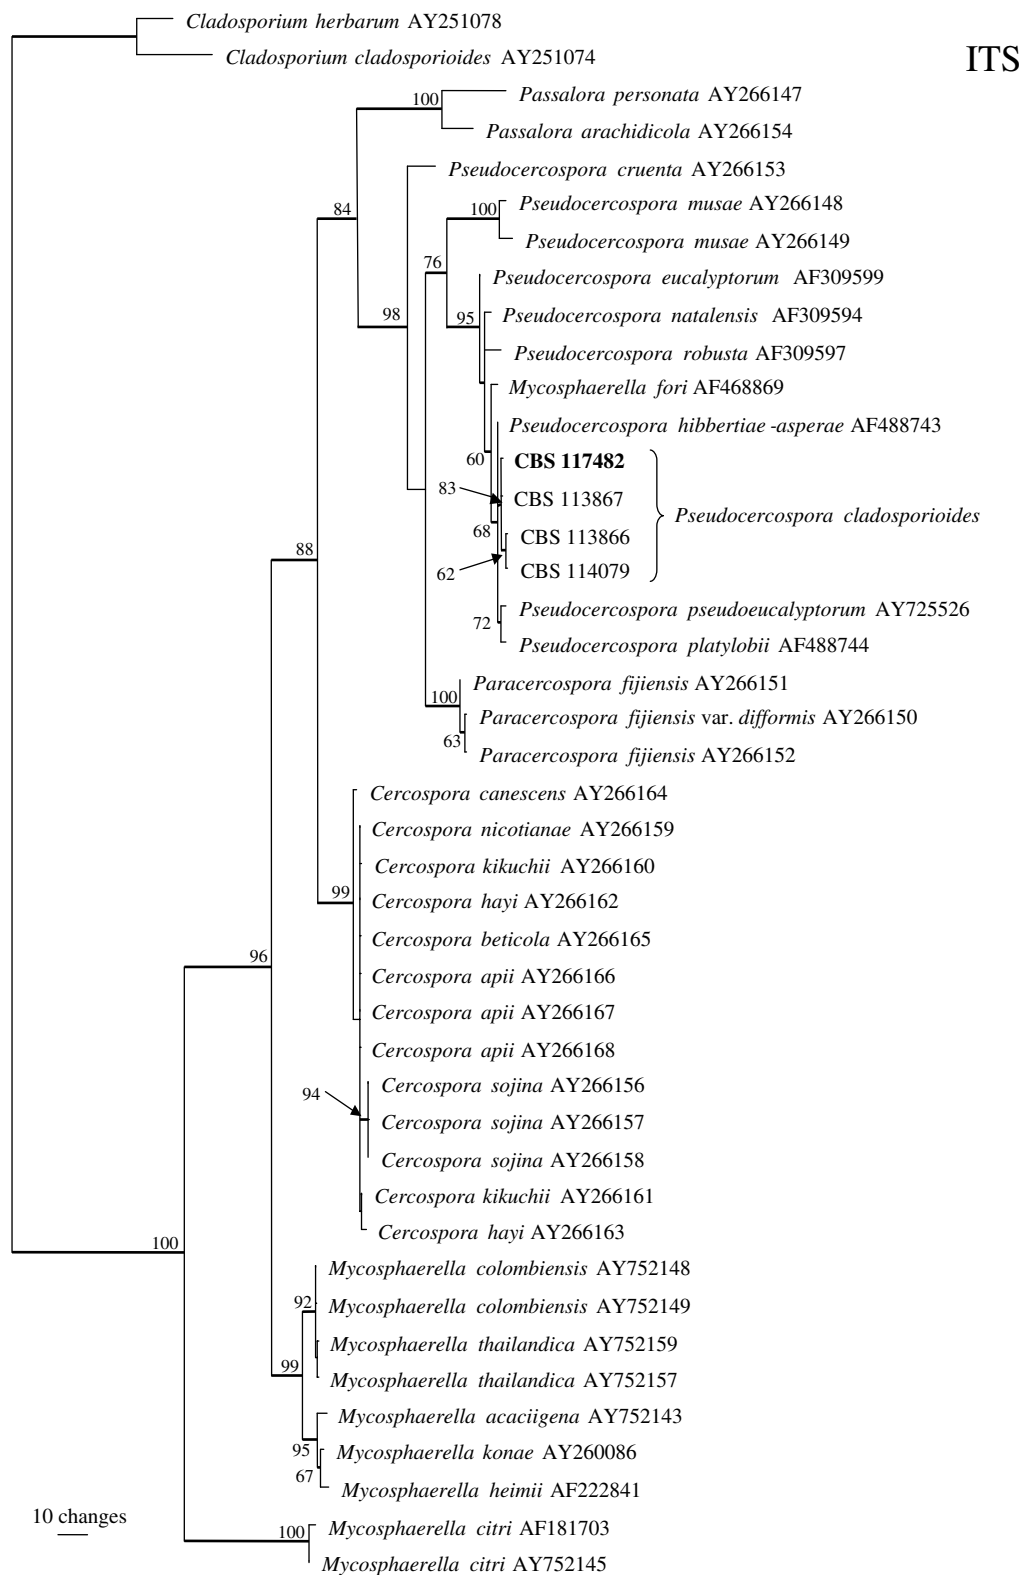 Cladosporium herbarum AY251078
Cladosporium cladosporioides AY251074
ITS
Passalora personata AY266147
100
Passalora arachidicola AY266154
Pseudocercospora cruenta AY266153
Pseudocercospora musae AY266148
84
100
Pseudocercospora musae AY266149
76
Pseudocercospora eucalyptorum AF309599
98
95
Pseudocercospora natalensis AF309594
Pseudocercospora robusta AF309597
Mycosphaerella fori AF468869
Pseudocercospora hibbertiae-asperae AF488743
60
CBS 117482
83
CBS 113867
Pseudocercospora cladosporioides
68
CBS 113866
88
62
CBS 114079
Pseudocercospora pseudoeucalyptorum AY725526
72
Pseudocercospora platylobii AF488744
Paracercospora fijiensis AY266151
100
Paracercospora fijiensis var. difformis AY266150
63
Paracercospora fijiensis AY266152
Cercospora canescens AY266164
Cercospora nicotianae AY266159
Cercospora kikuchii AY266160
99
Cercospora hayi AY266162
Cercospora beticola AY266165
96
Cercospora apii AY266166
Cercospora apii AY266167
Cercospora apii AY266168
Cercospora sojina AY266156
94
Cercospora sojina AY266157
Cercospora sojina AY266158
Cercospora kikuchii AY266161
Cercospora hayi AY266163
100
Mycosphaerella colombiensis AY752148
92
Mycosphaerella colombiensis AY752149
Mycosphaerella thailandica AY752159
99
Mycosphaerella thailandica AY752157
Mycosphaerella acaciigena AY752143
95
Mycosphaerella konae AY260086
67
Mycosphaerella heimii AF222841
10 changes
100
Mycosphaerella citri AF181703
Mycosphaerella citri AY752145